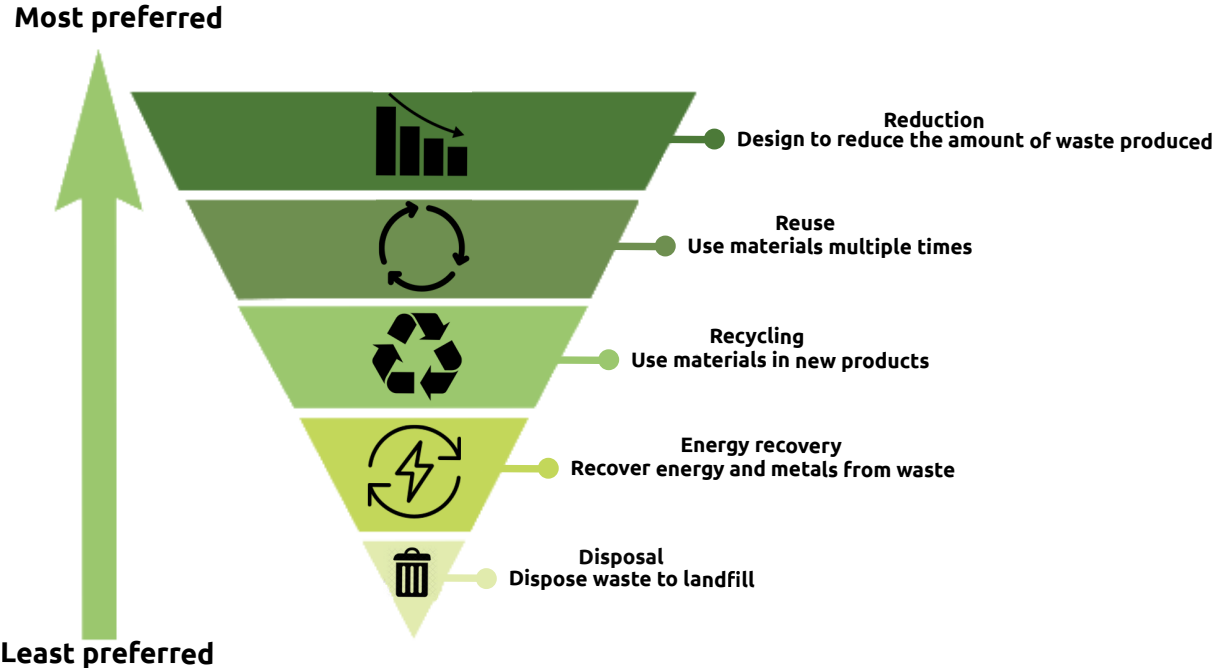 Most preferred
Reduction
Design to reduce the amount of waste produced
Reuse
Use materials multiple times
Recycling
Use materials in new products
Energy recovery
Recover energy and metals from waste
Disposal
Dispose waste to landfill
Least preferred